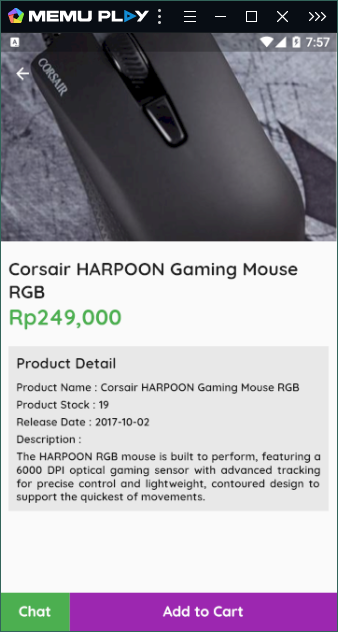 MEMU PLAY
A
7:57
CORSAIR
Corsair HARPOON Gaming Mouse
RGB
Rp249,000
Product Detail
Product Name : Corsair HARPOON Gaming Mouse RGB
Product Stock : 19
Release Date : 2017-10-02
Description :
The HARPOON RGB mouse is built to perform, featuring a
6000 DPI optical gaming sensor with advanced tracking
for precise control and lightweight, contoured design to
support the quickest of movements.
Chat
Add to Cart